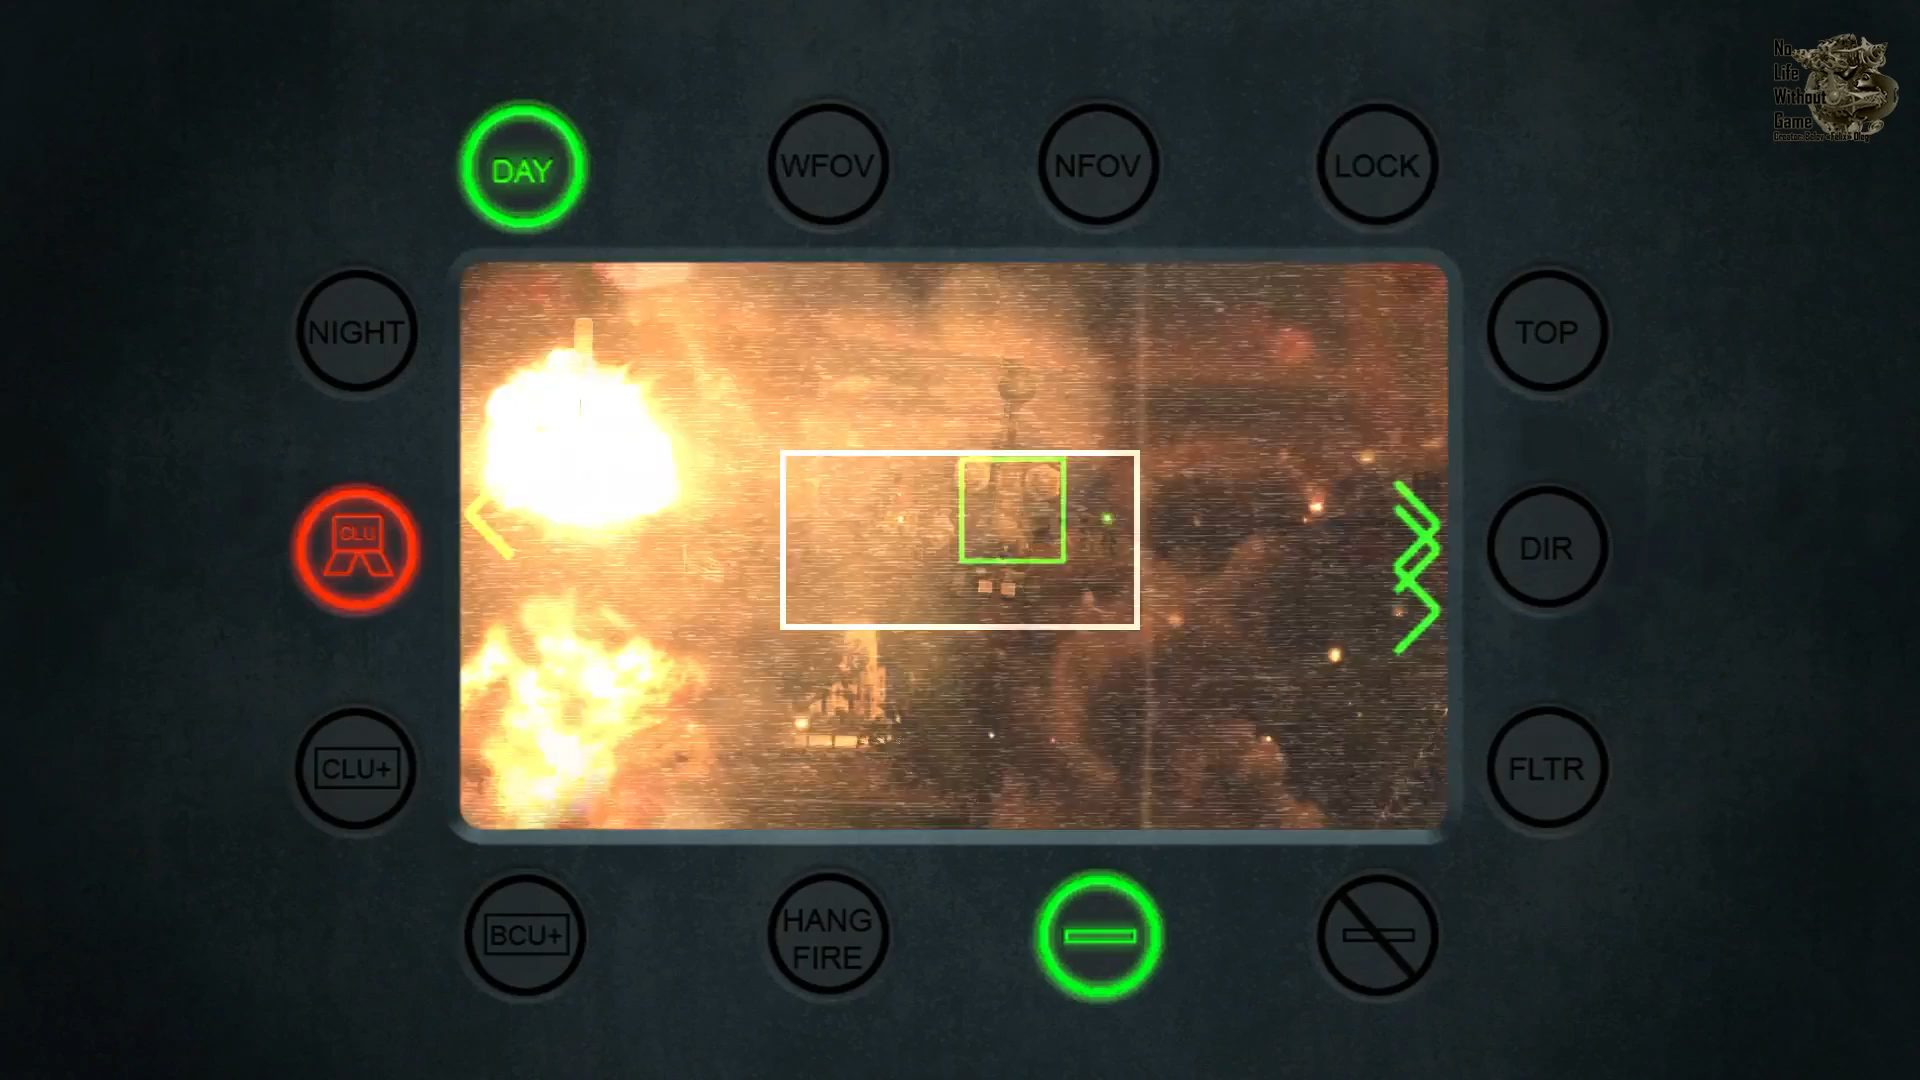 No
Life
Without
Game
DAY
WFOV
NFOV
LOCK
NIGHT
TOP
CLU
DIR
CLU+
FLTR
BCU+
HANG
FIRE